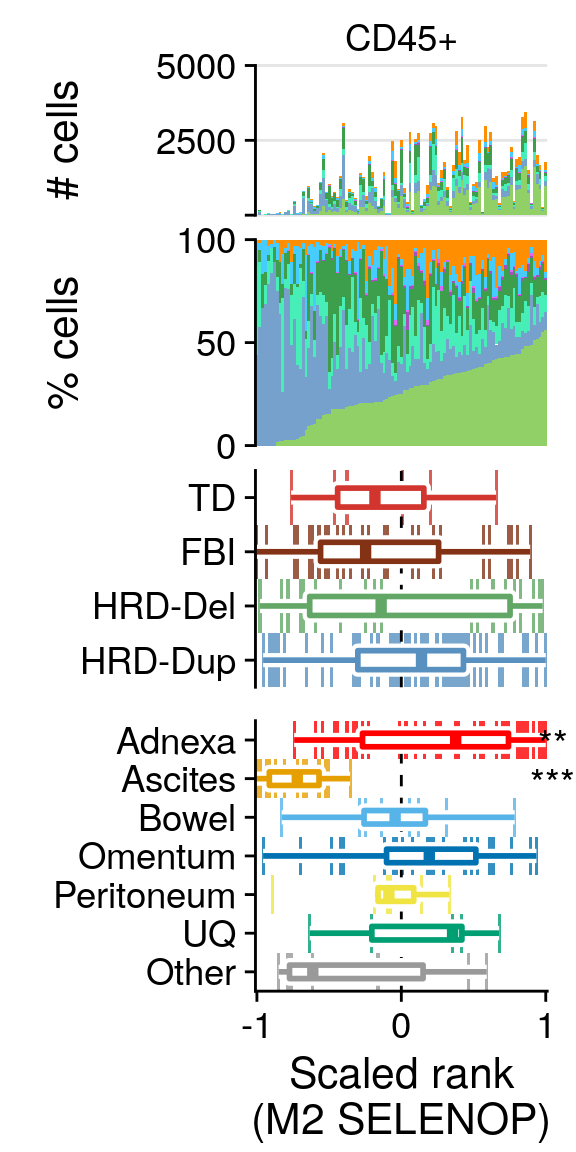 CD45+
5000
2500
# cells
100
50
0
% cells
TD
FBI
HRD-Del
HRD-Dup
Adnexa **
Ascites ***
Bowel
Omentum
Peritoneum
UQ
Other
-1 0 1
Scaled rank
(M2 SELENOP)